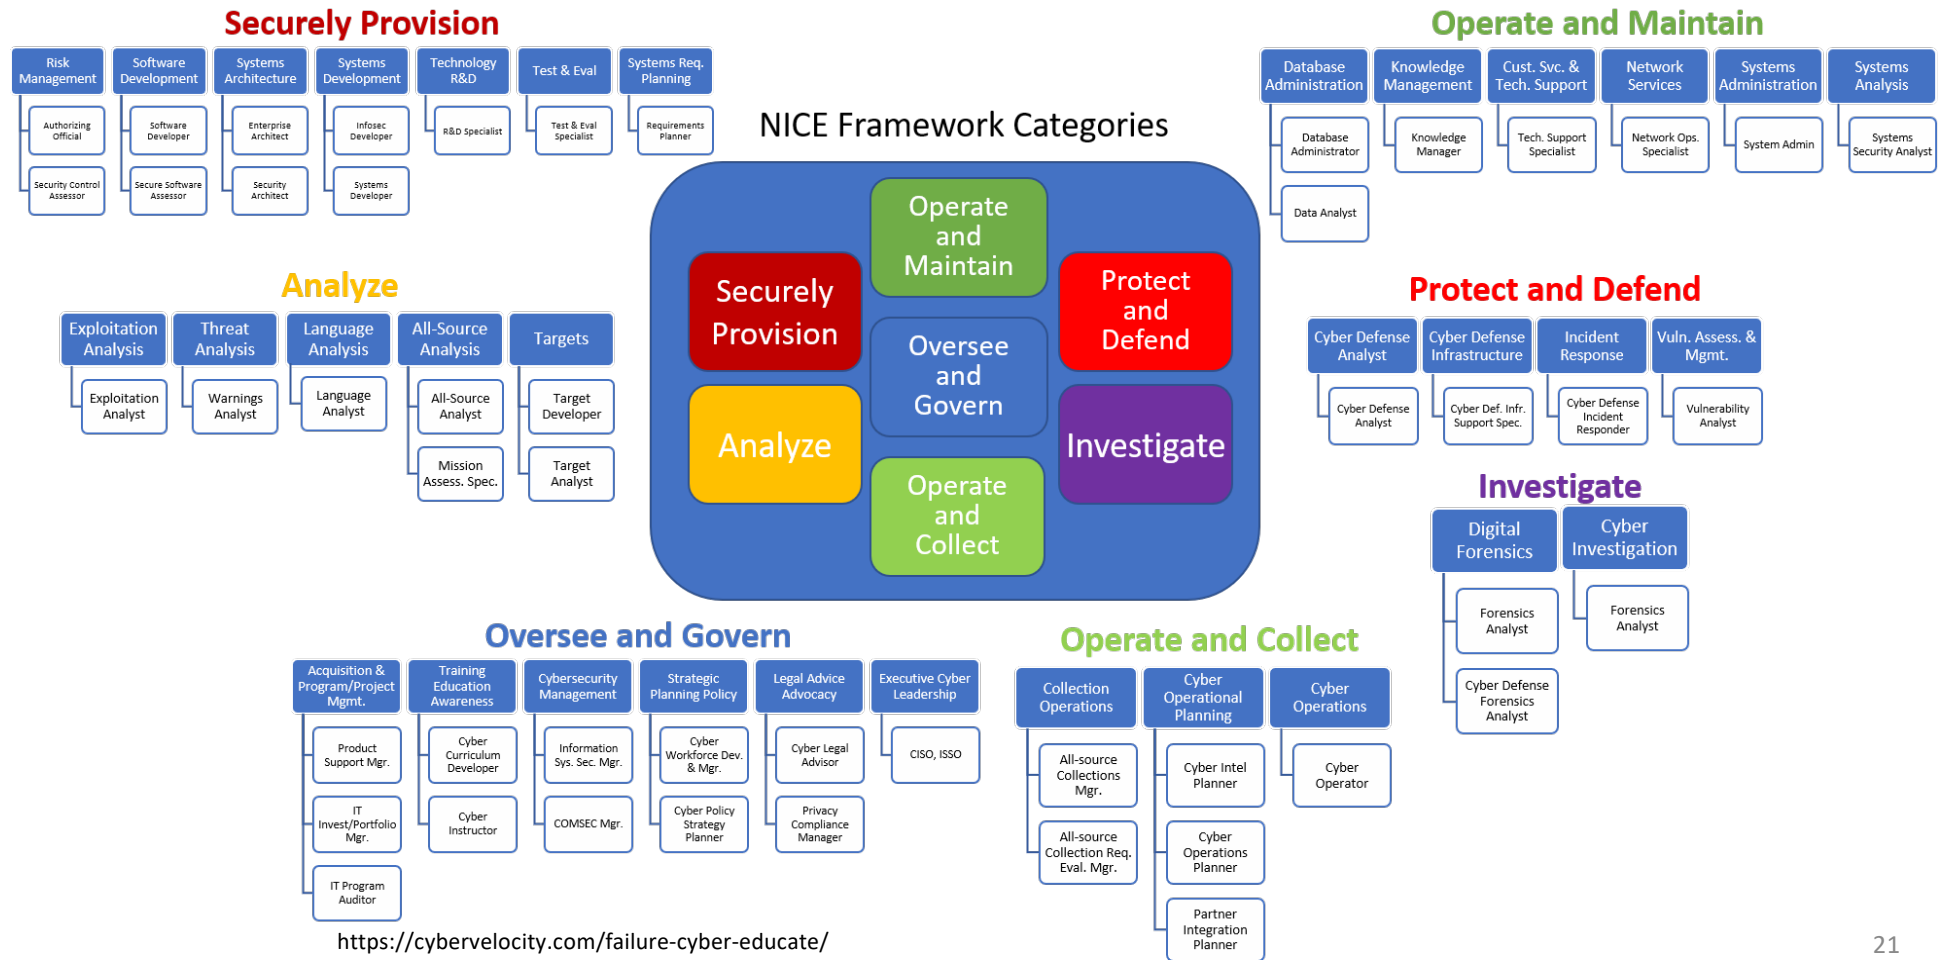 Securely Provision
Risk
Management
Authorizing
Official
Security Control
Assessor
Software
Development
Software
Developer
Secure Software
Assessor
Systems
Architecture
Enterprise
Architect
Security
Architect
Systems
Development
Infosec
Developer
Systems
Developer
Technology
R&D
R&D Specialist
Test & Eval
Test & Eval
Specialist
Systems Req.
Planning
Requirements
Planner
Operate and Maintain
Database
Administration
Database
Administrator
Data Analyst
Knowledge
Management
Knowledge
Manager
Cust. Svc. &
Tech. Support
Tech. Support
Specialist
Network
Services
Network Ops.
Specialist
Systems
Administration
System Admin
Systems
Analysis
Systems
Security Analyst
NICE Framework Categories
Operate
and
Maintain
Securely
Provision
Protect
and
Defend
Oversee
and
Govern
Analyze
Investigate
Operate
and
Collect
Analyze
Exploitation
Analysis
Exploitation
Analyst
Threat
Analysis
Warnings
Analyst
Language
Analysis
Language
Analyst
All-Source
Analysis
All-Source
Analyst
Mission
Assess. Spec.
Targets
Target
Developer
Target
Analyst
Protect and Defend
Cyber Defense
Analyst
Cyber Defense
Analyst
Cyber Defense
Infrastructure
Cyber Def. Infr.
Support Spec.
Incident
Response
Cyber Defense
Incident
Responder
Vuln. Assess. &
Mgmt.
Vulnerability
Analyst
Investigate
Digital
Forensics
Forensics
Analyst
Cyber Defense
Forensics
Analyst
Cyber
Investigation
Forensics
Analyst
Oversee and Govern
Acquisition &
Program/Project
Mgmt.
Product
Support Mgr.
IT
Invest/Portfolio
Mgr.
IT Program
Auditor
Training
Education
Awareness
Cyber
Curriculum
Developer
Cyber
Instructor
Cybersecurity
Management
Information
Sys. Sec. Mgr.
COMSEC Mgr.
Strategic
Planning Policy
Cyber
Workforce Dev.
& Mgr.
Cyber Policy
Strategy
Planner
Legal Advice
Advocacy
Cyber Legal
Advisor
Privacy
Compliance
Manager
Executive Cyber
Leadership
CISO, ISSO
Operate and Collect
Collection
Operations
All-source
Collections
Mgr.
All-source
Collection Req.
Eval. Mgr.
Cyber
Operational
Planning
Cyber Intel
Planner
Cyber
Operations
Planner
Partner
Integration
Planner
Cyber
Operations
Cyber
Operator
https://cybervelocity.com/failure-cyber-educate/
21